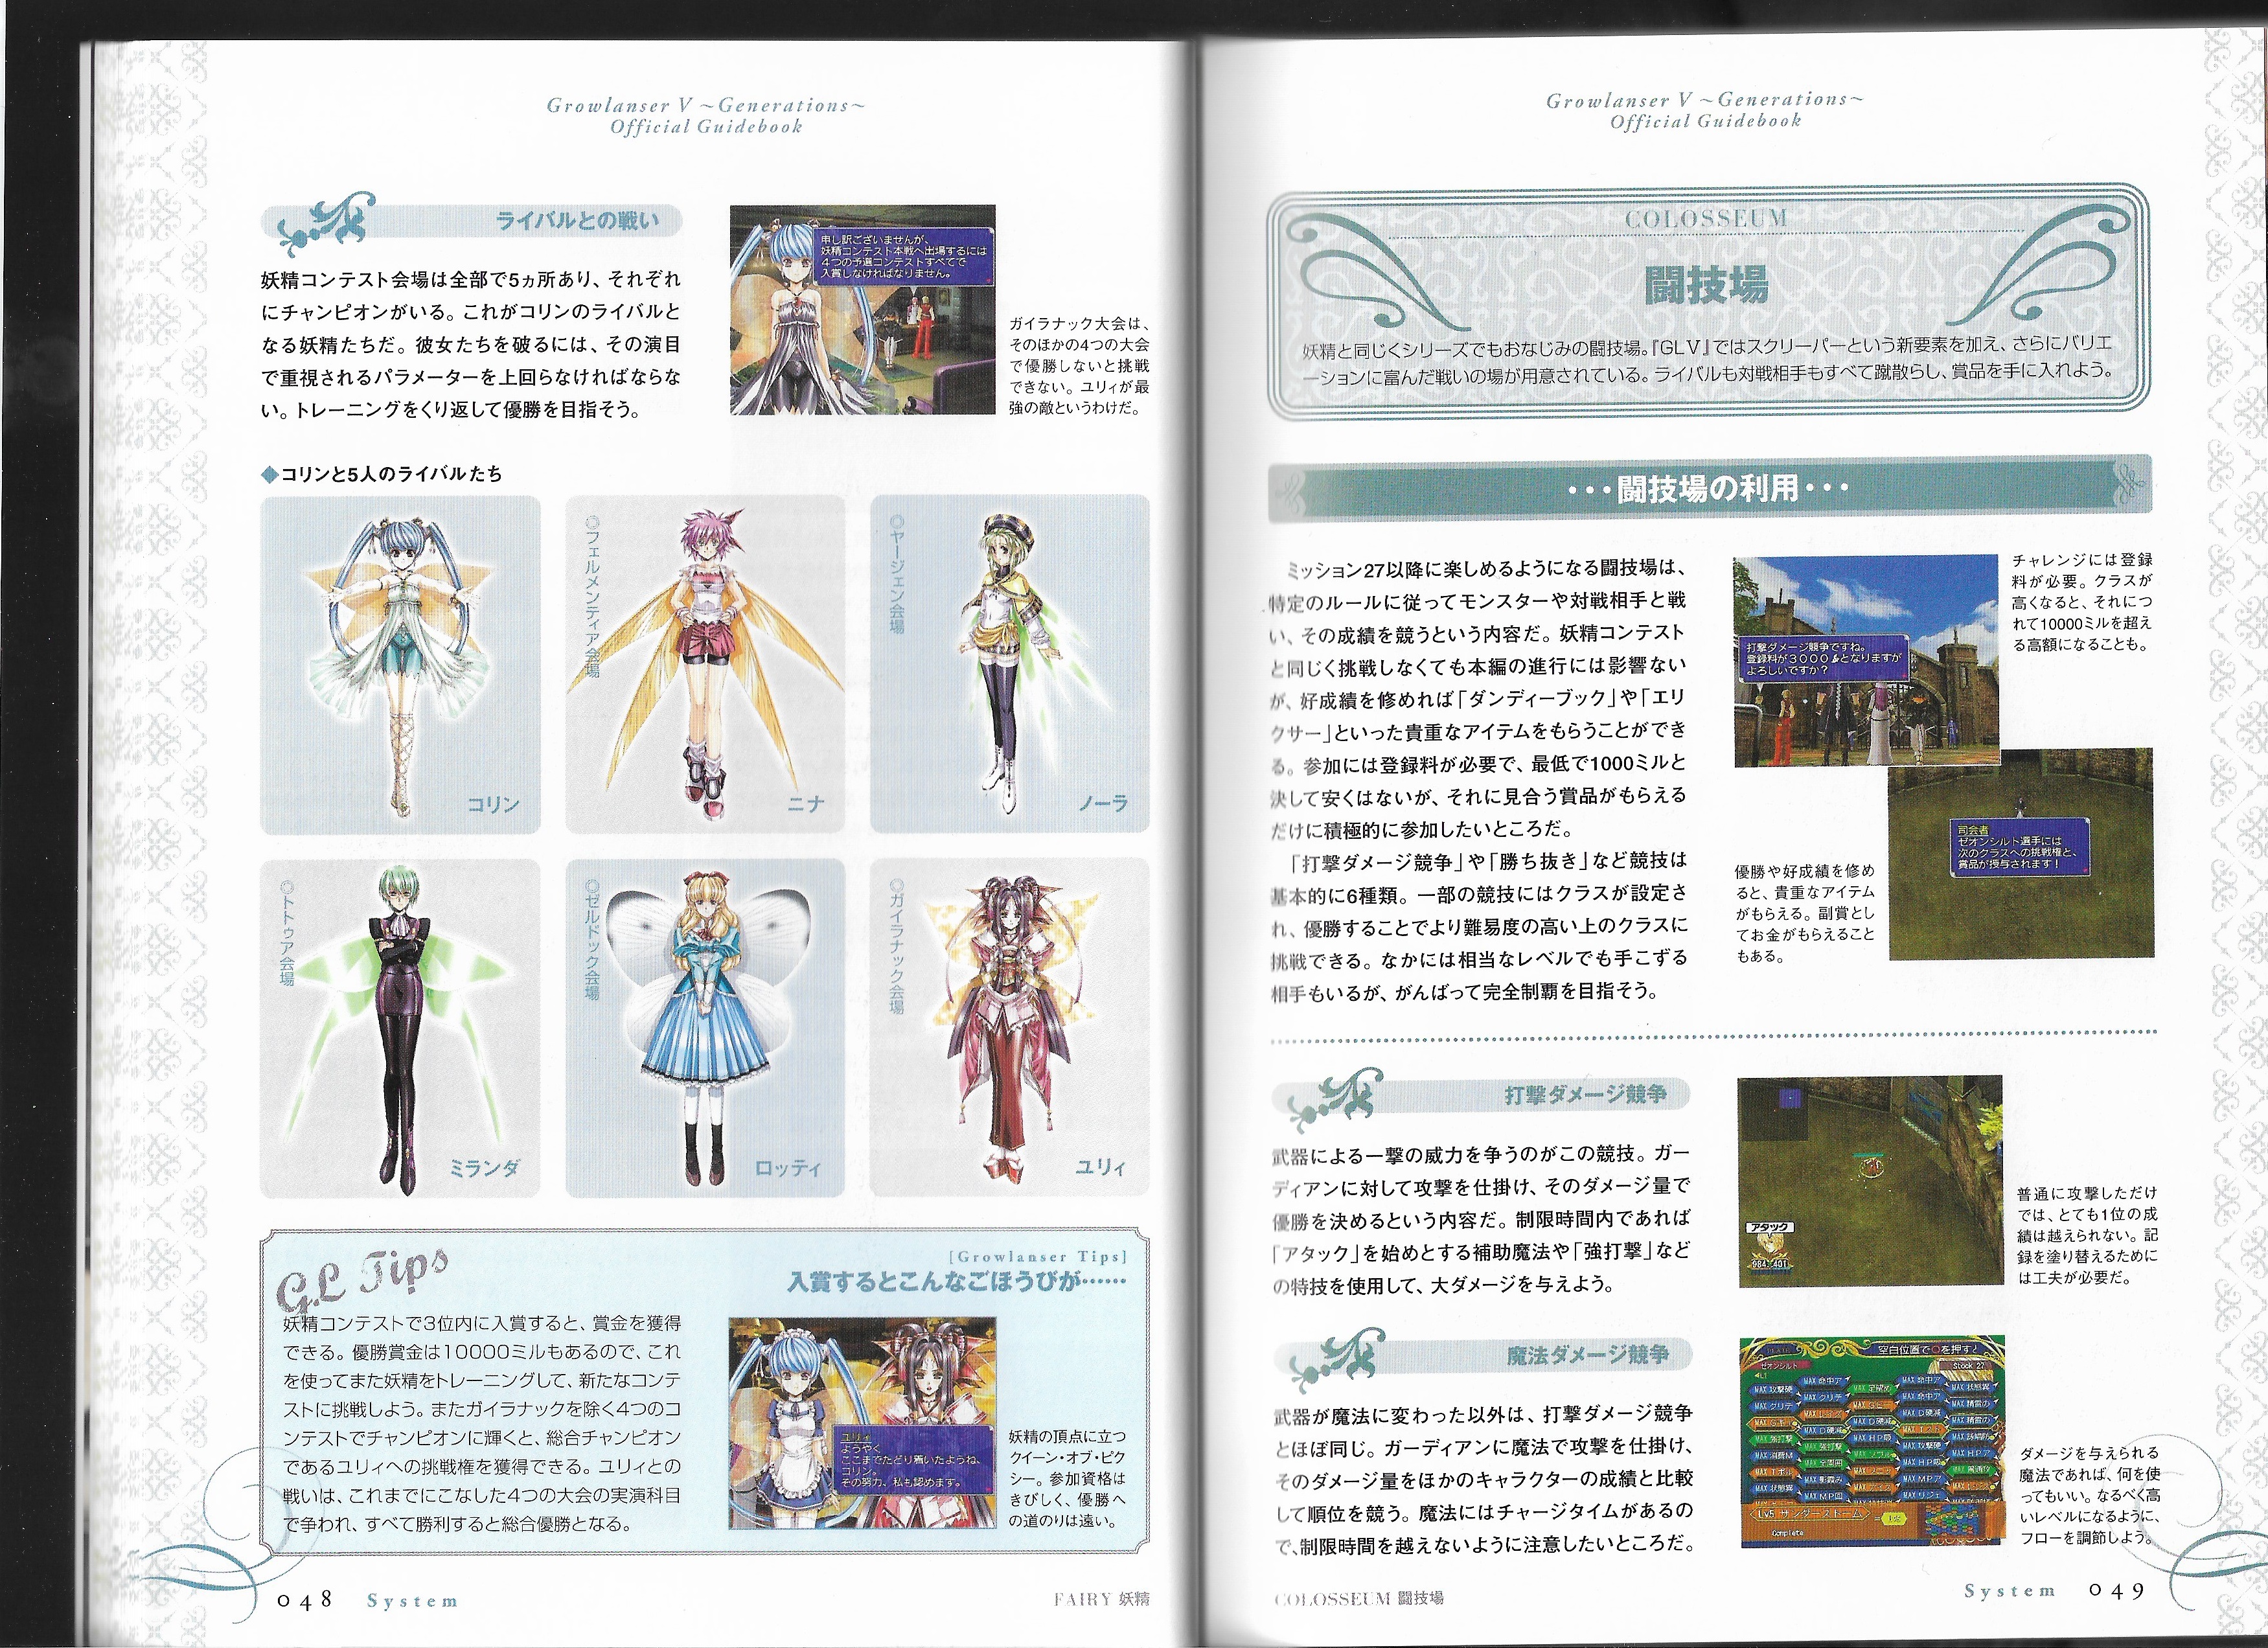 Growlanser V ~Generations~
Official Guidebook
ライバルとの戦い
妖精コンテスト会場は全部で5ヵ所あり、それぞれ
にチャンピオンがいる。これがコリンのライバルと
なる妖精たちだ。彼女たちを破るには、その演目
で重視されるパラメーターを上回らなければならな
い。トレーニングをくり返して優勝を目指そう。
申し訳ございませんが、
妖精コンテスト本戦へ出場するには
4つの予選コンテストすべてで
入賞しなければなりません。
ガイラナック大会は、
そのほかの4つの大会
で優勝しないと挑戦
できない。ユリィが最
強の敵というわけだ。
◆コリンと5人のライバルたち
コリン
◎フェルメンティア会場
ニナ
◎ヤージェン会場
ノーラ
◎トトゥア会場
ミランダ
◎ゼルドック会場
ロッティ
◎ガイラナック会場
ユリィ
GL Tips
[Growlanser Tips]
入賞するとこんなごほうびが……
妖精コンテストで3位内に入賞すると、賞金を獲得
できる。優勝賞金は10000ミルもあるので、これ
を使ってまた妖精をトレーニングして、新たなコンテ
ストに挑戦しよう。またガイラナックを除く4つのコ
ンテストでチャンピオンに輝くと、総合チャンピオン
であるユリィへの挑戦権を獲得できる。ユリィとの
戦いは、これまでにこなした4つの大会の実演科目
で争われ、すべて勝利すると総合優勝となる。
ユリィ
ようやく
ここまでたどり着いたようね、
コリン。
その努力、私も認めます。
妖精の頂点に立つ
クイーン・オブ・ピク
シー。参加資格は
きびしく、優勝へ
の道のりは遠い。
048 System
FAIRY 妖精
Growlanser V ~Generations~
Official Guidebook
COLOSSEUM
闘技場
妖精と同じくシリーズでもおなじみの闘技場。『GLV』ではスクリーパーという新要素を加え、さらにバリエ
ーションに富んだ戦いの場が用意されている。ライバルも対戦相手もすべて蹴散らし、賞品を手に入れよう。
･･･闘技場の利用･･･
ミッション27以降に楽しめるようになる闘技場は、
特定のルールに従ってモンスターや対戦相手と戦
い、その成績を競うという内容だ。妖精コンテスト
と同じく挑戦しなくても本編の進行には影響ない
が、好成績を修めれば「ダンディーブック」や「エリ
クサー」といった貴重なアイテムをもらうことができ
る。参加には登録料が必要で、最低で1000ミルと
決して安くはないが、それに見合う賞品がもらえる
だけに積極的に参加したいところだ。
「打撃ダメージ競争」や「勝ち抜き」など競技は
基本的に6種類。一部の競技にはクラスが設定さ
れ、優勝することでより難易度の高い上のクラスに
挑戦できる。なかには相当なレベルでも手こずる
相手もいるが、がんばって完全制覇を目指そう。
打撃ダメージ競争ですね。
登録料が3000となりますが
よろしいですか？
チャレンジには登録
料が必要。クラスが
高くなると、それにつ
れて10000ミルを超え
る高額になることも。
司会者
ゼオンシルト選手には
次のクラスへの挑戦権と、
賞品が授与されます！
優勝や好成績を修め
ると、貴重なアイテム
がもらえる。副賞とし
てお金がもらえること
もある。
打撃ダメージ競争
武器による一撃の威力を争うのがこの競技。ガー
ディアンに対して攻撃を仕掛け、そのダメージ量で
優勝を決めるという内容だ。制限時間内であれば
「アタック」を始めとする補助魔法や「強打撃」など
の特技を使用して、大ダメージを与えよう。
アタック
984/401
普通に攻撃しただけ
では、とても1位の成
績は越えられない。記
録を塗り替えるために
は工夫が必要だ。
魔法ダメージ競争
武器が魔法に変わった以外は、打撃ダメージ競争
とほぼ同じ。ガーディアンに魔法で攻撃を仕掛け、
そのダメージ量をほかのキャラクターの成績と比較
して順位を競う。魔法にはチャージタイムがあるの
で、制限時間を越えないように注意したいところだ。
空白位置で○を押すと
ゼオンシルト
Stock 27
Lv5 サンダーストーム
Complete
ダメージを与えられる
魔法であれば、何を使
ってもいい。なるべく高
いレベルになるように、
フローを調節しよう。
COLOSSEUM 闘技場
System 049